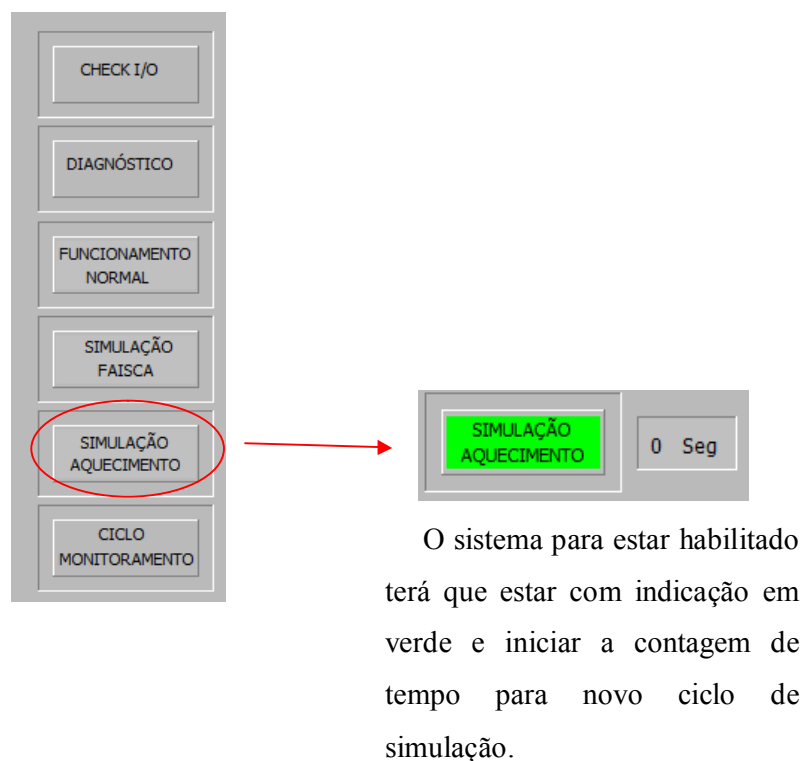 CHECK I/O
DIAGNÓSTICO
FUNCIONAMENTO
NORMAL
SIMULAÇÃO
FAISCA
SIMULAÇÃO
AQUECIMENTO
CICLO
MONITORAMENTO
SIMULAÇÃO
AQUECIMENTO
0 Seg
O sistema para estar habilitado
terá que estar com indicação em
verde e iniciar a contagem de
tempo para novo ciclo de
simulação.